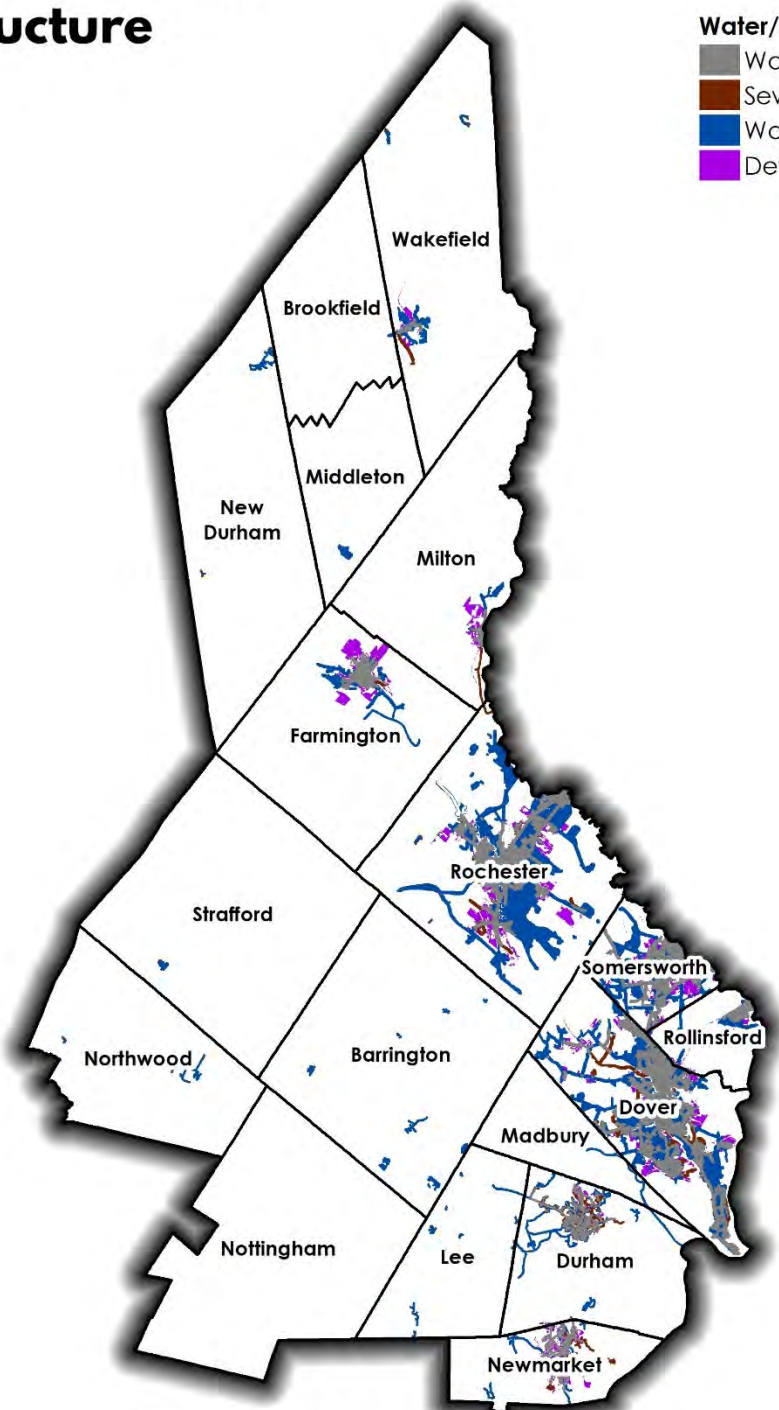 ucture
Water/
Wa
Sev
Wa
De
Wakefield
Brookfield
Middleton
New
Durham
Milton
Farmington
Rochester
Strafford
Somersworth
Rollinsford
Northwood
Barrington
Dover
Madbury
Nottingham
Lee
Durham
Newmarket